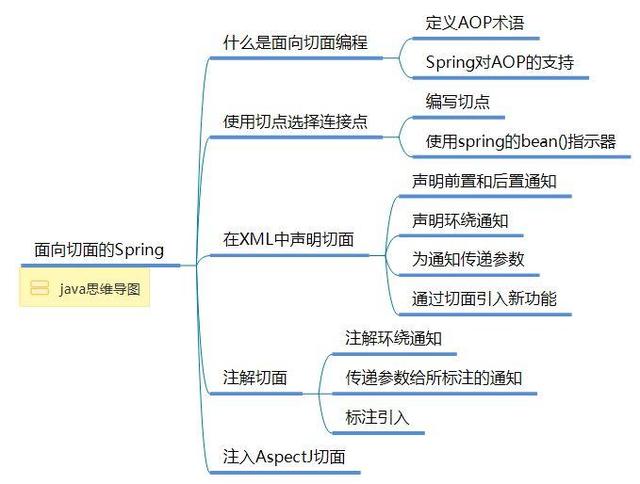 面向切面的Spring
java思维导图
什么是面向切面编程
定义AOP术语
Spring对AOP的支持
使用切点选择连接点
编写切点
使用spring的bean()指示器
在XML中声明切面
声明前置和后置通知
声明环绕通知
为通知传递参数
通过切面引入新功能
注解切面
注解环绕通知
传递参数给所标注的通知
标注引入
注入AspectJ切面